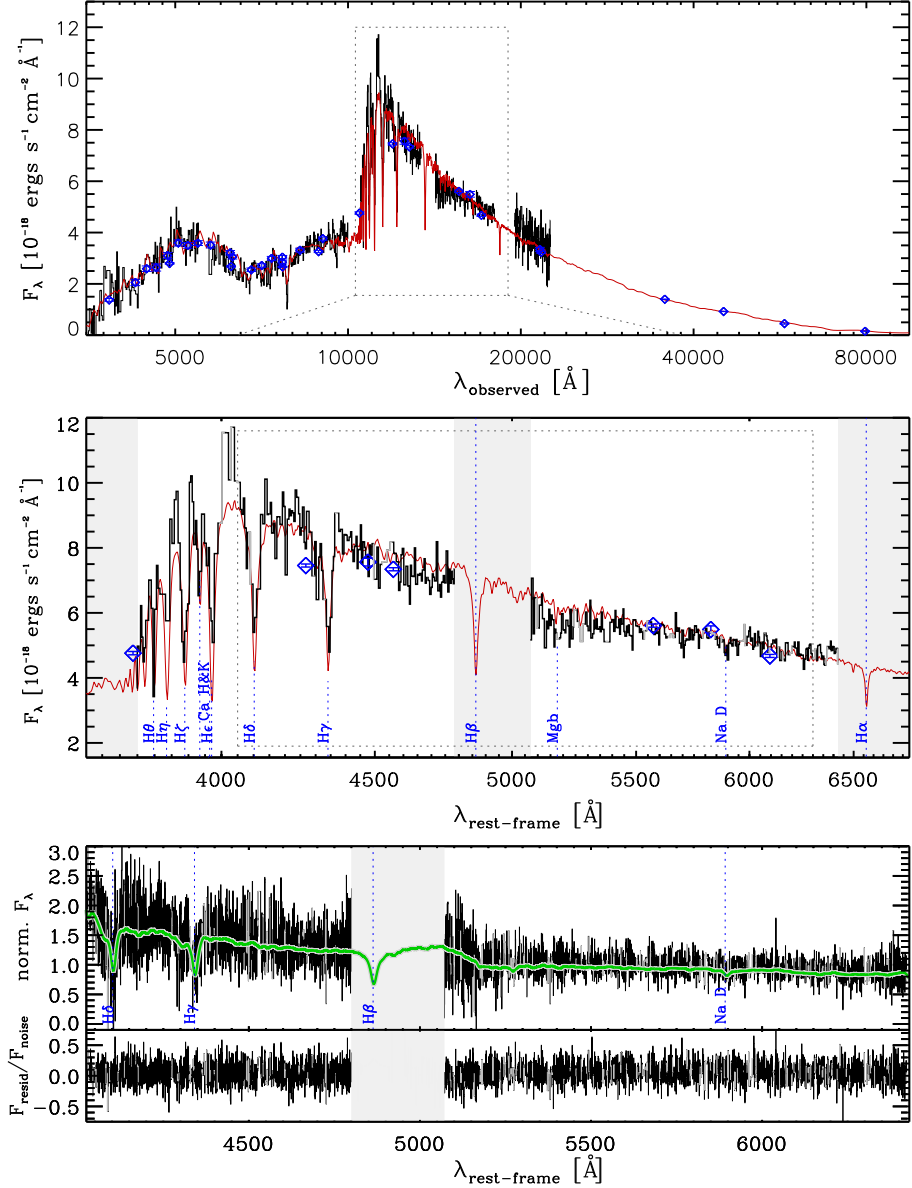 12
10
8
6
4
2
0
F_λ [10⁻¹⁸ ergs s⁻¹ cm⁻² Å⁻¹]
5000 10000 20000 40000 80000
λ_observed [Å]
12
10
8
6
4
2
F_λ [10⁻¹⁸ ergs s⁻¹ cm⁻² Å⁻¹]
Hθ
Hη
Hζ
Hϵ Ca H&K
Hδ
Hγ
Hβ
Mgb
Na D
Hα
4000 4500 5000 5500 6000 6500
λ_rest-frame [Å]
3.0
2.5
2.0
1.5
1.0
0.5
0.0
norm. F_λ
Hδ
Hγ
Hβ
Na D
0.5
0.0
−0.5
F_resid/F_noise
4500 5000 5500 6000
λ_rest-frame [Å]